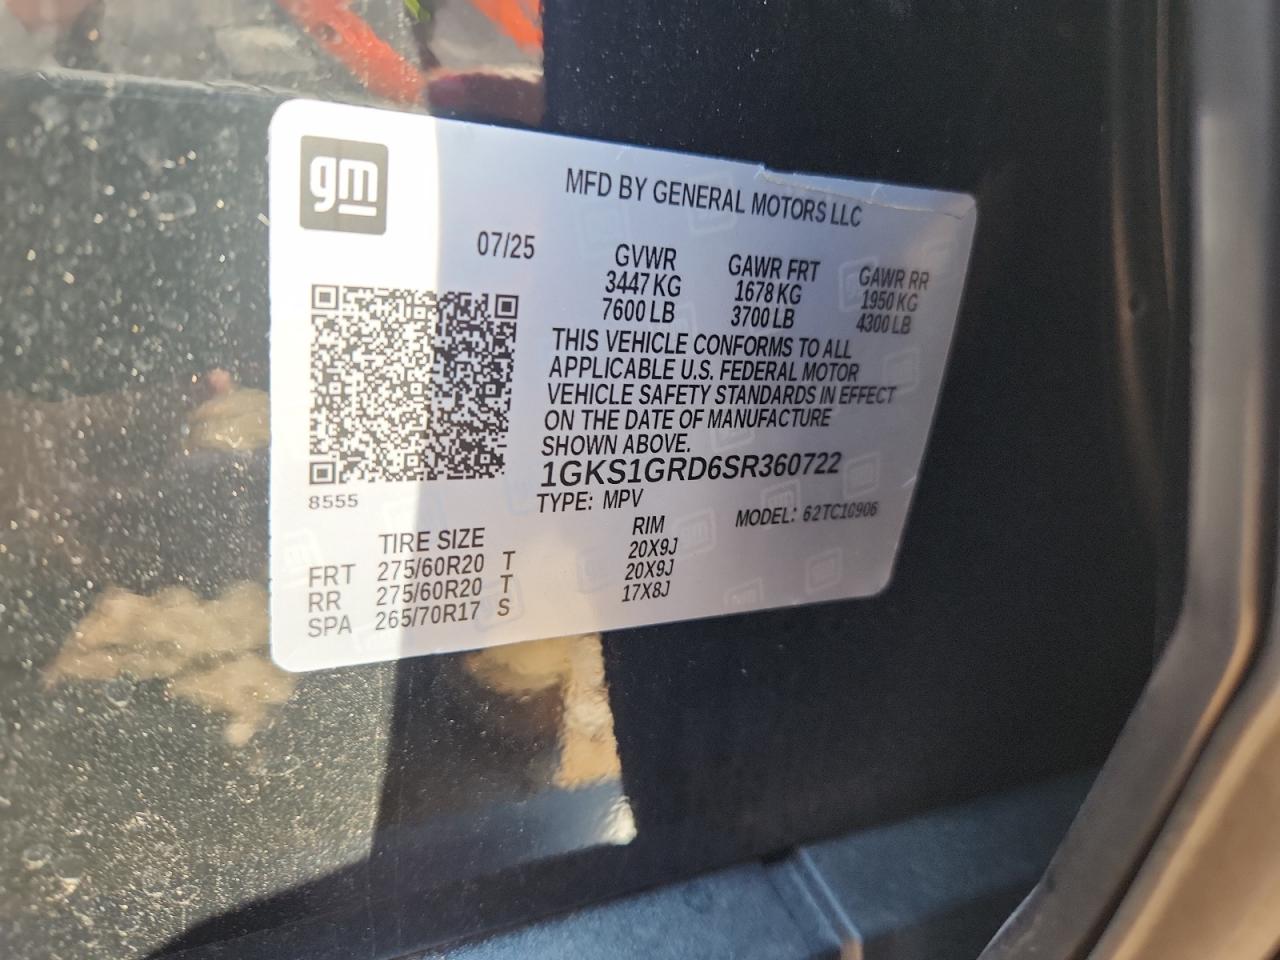 gm
MFD BY GENERAL MOTORS LLC
07/25
GVWR GAWR FRT GAWR RR
3447 KG 1678 KG 1950 KG
7600 LB 3700 LB 4300 LB
THIS VEHICLE CONFORMS TO ALL
APPLICABLE U.S. FEDERAL MOTOR
VEHICLE SAFETY STANDARDS IN EFFECT
ON THE DATE OF MANUFACTURE
SHOWN ABOVE.
1GKS1GRD6SR360722
8555
TYPE: MPV MODEL:
TIRE SIZE RIM
FRT 275/60R20 T 20X9J
RR 275/60R20 T 20X9J
SPA 265/70R17 S 17X8J